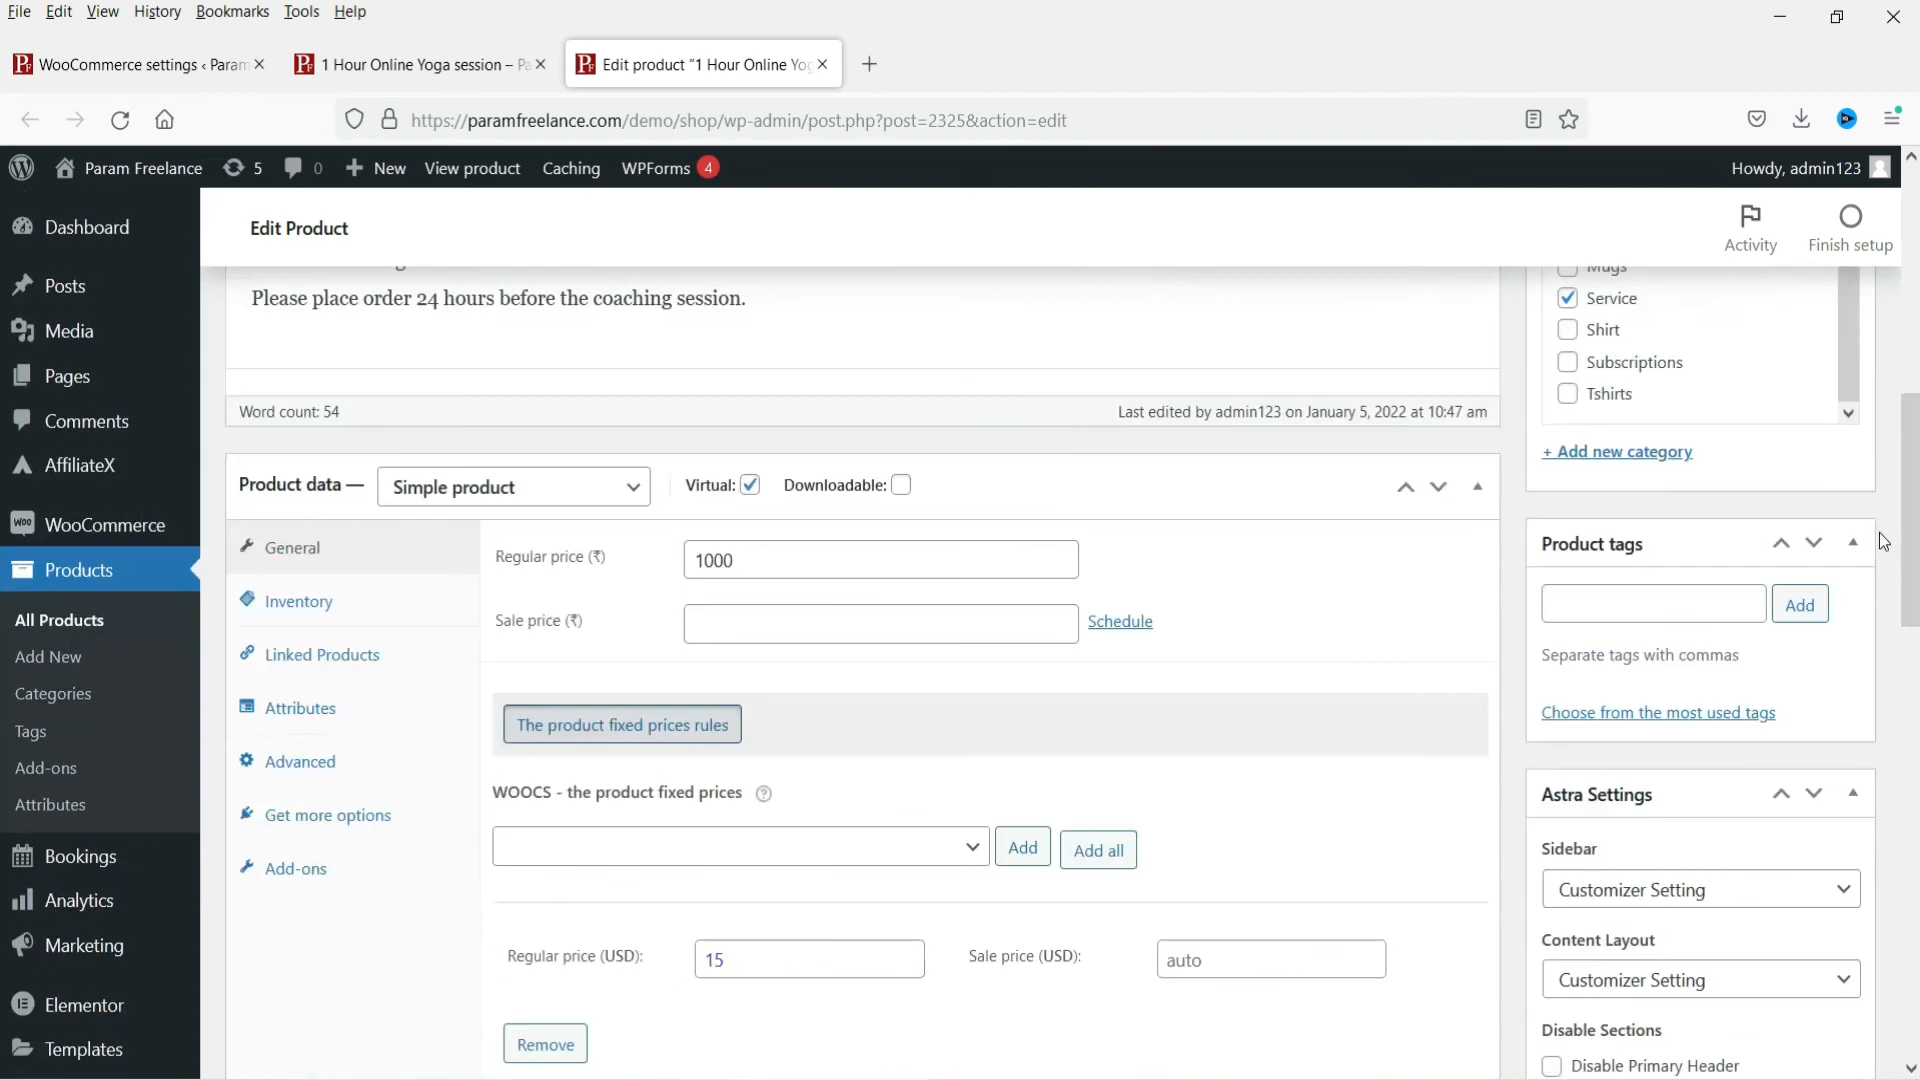 File Edit View History Bookmarks Tools Help
WooCommerce settings ‹ Param
1 Hour Online Yoga session – Pa
Edit product “1 Hour Online Yog
https://paramfreelance.com/demo/shop/wp-admin/post.php?post=2325&action=edit
Param Freelance 5 0 New View product Caching WPForms 4
Howdy, admin123
Dashboard
Posts
Media
Pages
Comments
AffiliateX
WooCommerce
Products
All Products
Add New
Categories
Tags
Add-ons
Attributes
Bookings
Analytics
Marketing
Elementor
Templates
Edit Product
Activity
Finish setup
Please place order 24 hours before the coaching session.
Word count: 54
Last edited by admin123 on January 5, 2022 at 10:47 am
Product data — Simple product Virtual: Downloadable:
General
Inventory
Linked Products
Attributes
Advanced
Get more options
Add-ons
Regular price (₹) 1000
Sale price (₹) Schedule
The product fixed prices rules
WOOCS - the product fixed prices ?
Add Add all
Regular price (USD): 15 Sale price (USD): auto
Remove
Mugs
Service
Shirt
Subscriptions
Tshirts
+ Add new category
Product tags
Add
Separate tags with commas
Choose from the most used tags
Astra Settings
Sidebar
Customizer Setting
Content Layout
Customizer Setting
Disable Sections
Disable Primary Header